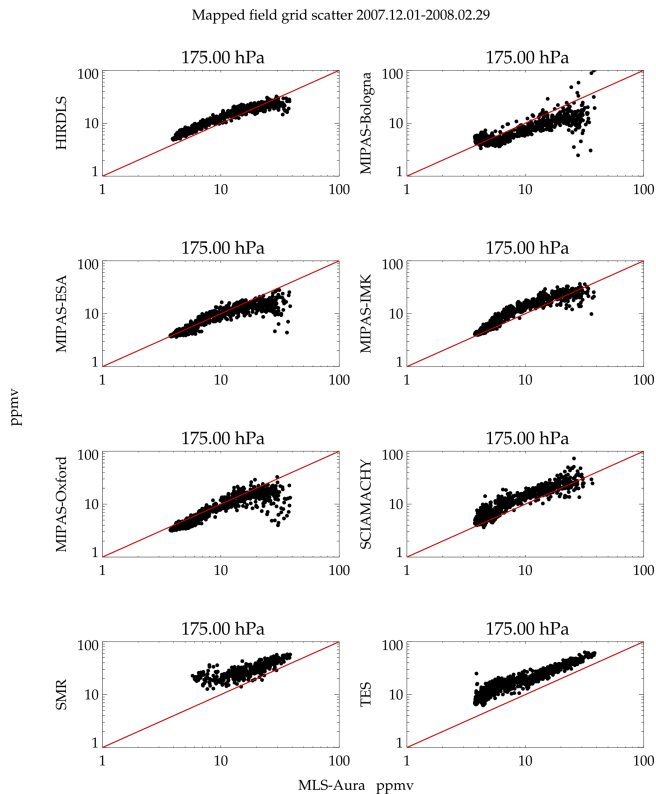 Mapped field grid scatter 2007.12.01-2008.02.29
175.00 hPa
HIRDLS
100
10
1
1
10
100
175.00 hPa
MIPAS-Bologna
100
10
1
1
10
100
175.00 hPa
MIPAS-ESA
100
10
1
1
10
100
175.00 hPa
MIPAS-IMK
100
10
1
1
10
100
ppmv
175.00 hPa
MIPAS-Oxford
100
10
1
1
10
100
175.00 hPa
SCIAMACHY
100
10
1
1
10
100
175.00 hPa
SMR
100
10
1
1
10
100
175.00 hPa
TES
100
10
1
1
10
100
MLS-Aura ppmv